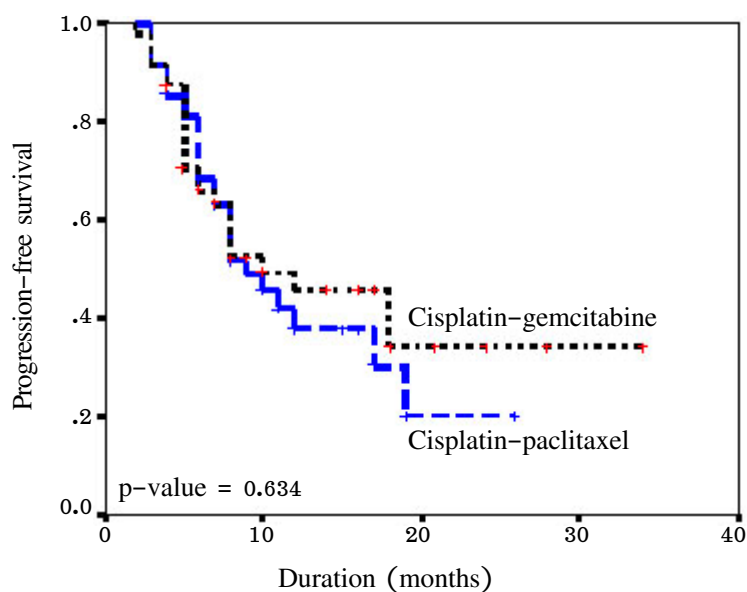 1.0
.8
.6
.4
.2
0.0
Progression-free survival
Cisplatin-gemcitabine
Cisplatin-paclitaxel
p-value = 0.634
0 10 20 30 40
Duration (months)